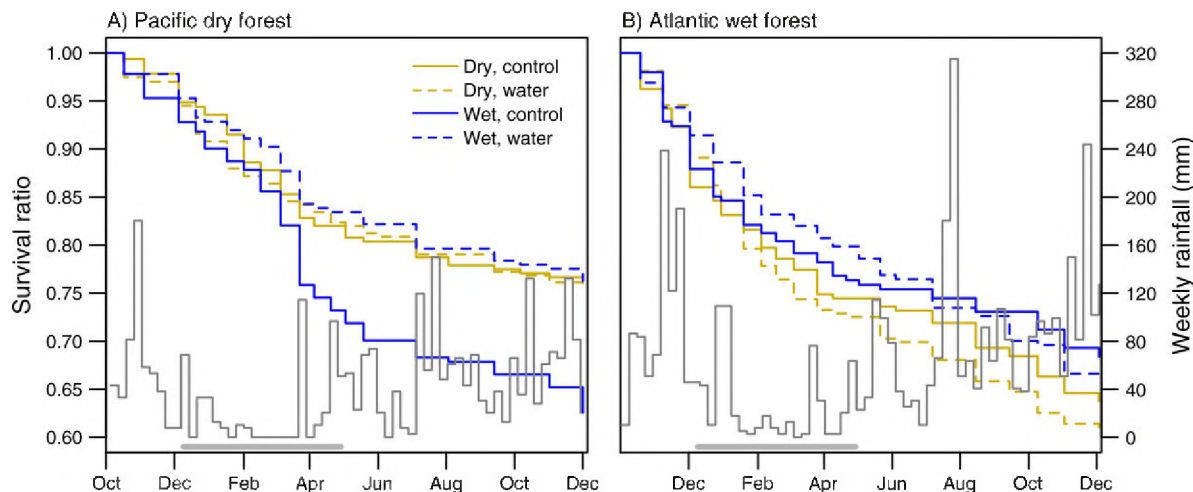 A) Pacific dry forest
B) Atlantic wet forest
1.00
0.95
0.90
0.85
0.80
0.75
0.70
0.65
0.60
Survival ratio
Dry, control
Dry, water
Wet, control
Wet, water
320
280
240
200
160
120
80
40
0
Weekly rainfall (mm)
Oct Dec Feb Apr Jun Aug Oct Dec
Dec Feb Apr Jun Aug Oct Dec